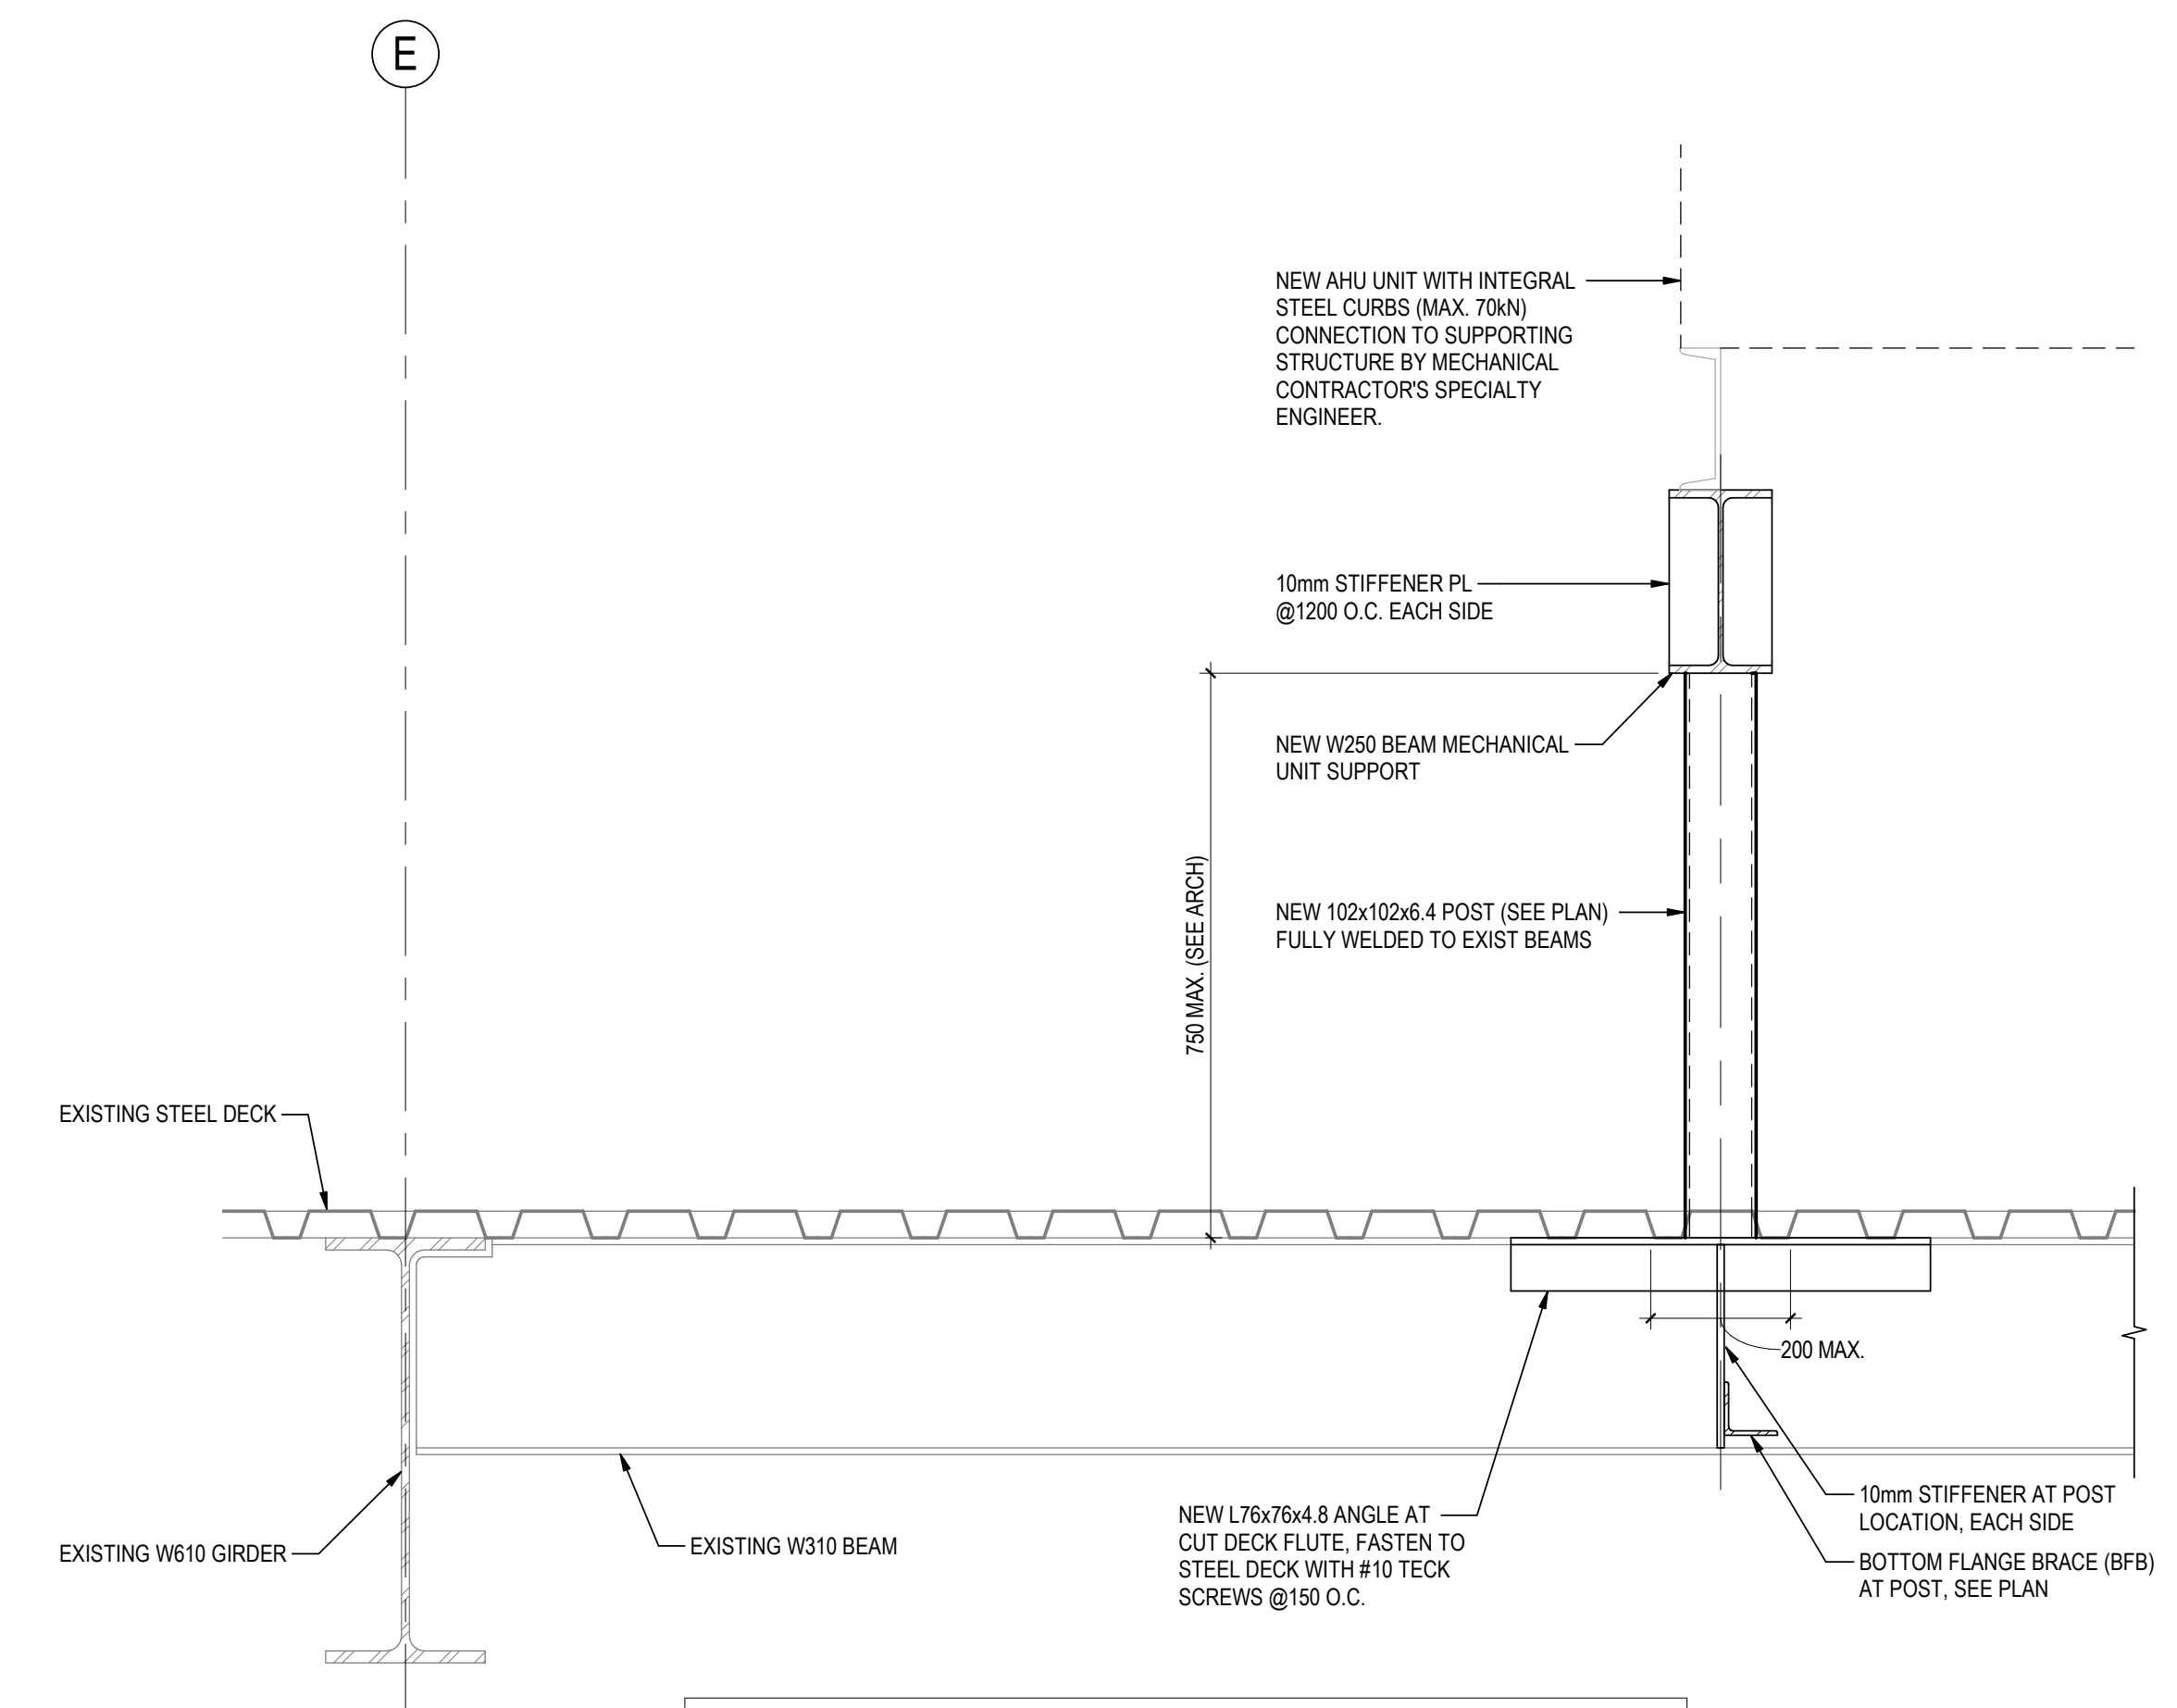 E
NEW AHU UNIT WITH INTEGRAL
STEEL CURBS (MAX. 70kN)
CONNECTION TO SUPPORTING
STRUCTURE BY MECHANICAL
CONTRACTOR'S SPECIALTY
ENGINEER.
10mm STIFFENER PL
@1200 O.C. EACH SIDE
NEW W250 BEAM MECHANICAL
UNIT SUPPORT
750 MAX. (SEE ARCH)
NEW 102x102x6.4 POST (SEE PLAN)
FULLY WELDED TO EXIST BEAMS
EXISTING STEEL DECK
200 MAX.
EXISTING W610 GIRDER
EXISTING W310 BEAM
NEW L76x76x4.8 ANGLE AT
CUT DECK FLUTE, FASTEN TO
STEEL DECK WITH #10 TECK
SCREWS @150 O.C.
10mm STIFFENER AT POST
LOCATION, EACH SIDE
BOTTOM FLANGE BRACE (BFB)
AT POST, SEE PLAN